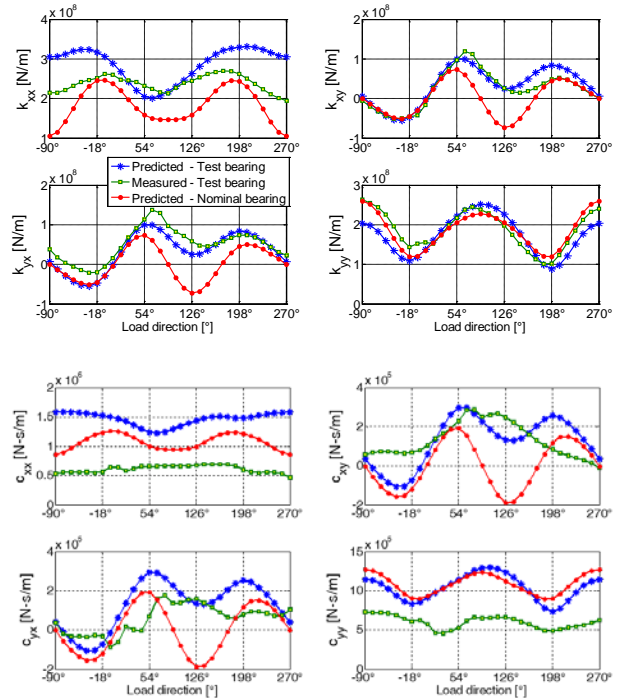 x 10⁸ x 10⁸
4 2
3 1
2 0
1 -1
k_xx [N/m] k_xy [N/m]
-90° -18° 54° 126° 198° 270° -90° -18° 54° 126° 198° 270°
Predicted - Test bearing
Measured - Test bearing
Predicted - Nominal bearing
x 10⁸ x 10⁸
2 3
1 2
0 1
-1 0
k_yx [N/m] k_yy [N/m]
-90° -18° 54° 126° 198° 270° -90° -18° 54° 126° 198° 270°
Load direction [°] Load direction [°]
x 10⁶ x 10⁵
2 4
1.5 2
1 0
0.5 -2
0
c_xx [N-s/m] c_xy [N-s/m]
-90° -18° 54° 126° 198° 270° -90° -18° 54° 126° 198° 270°
x 10⁵ x 10⁵
4 15
2 10
0 5
-2 0
c_yx [N-s/m] c_yy [N-s/m]
-90° -18° 54° 126° 198° 270° -90° -18° 54° 126° 198° 270°
Load direction [°] Load direction [°]